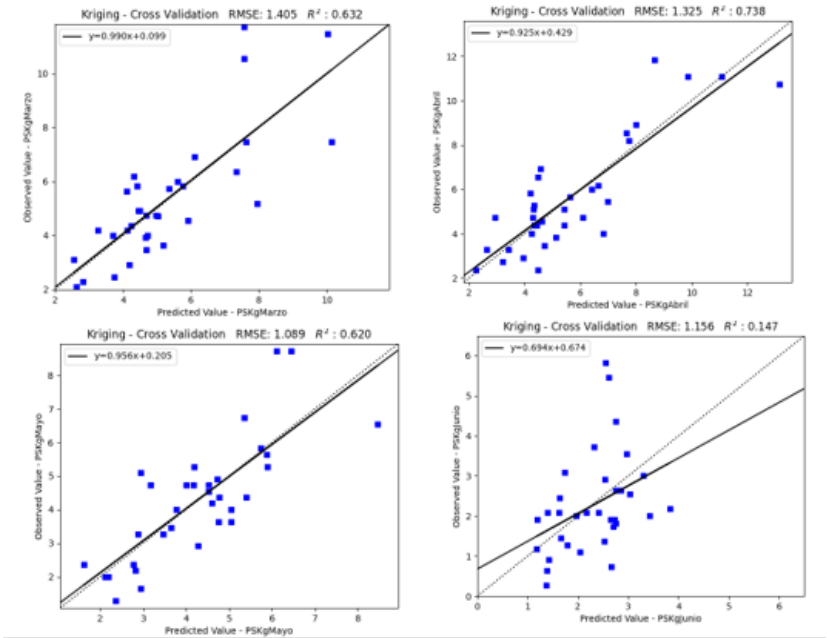 Kriging - Cross Validation RMSE: 1.405 R² : 0.632
y=0.990x+0.099
Observed Value - PSKgMarzo
10
8
6
4
2
2 4 6 8 10
Predicted Value - PSKgMarzo
Kriging - Cross Validation RMSE: 1.325 R² : 0.738
y=0.925x+0.429
Observed Value - PSKgAbril
12
10
8
6
4
2
2 4 6 8 10 12
Predicted Value - PSKgAbril
Kriging - Cross Validation RMSE: 1.089 R² : 0.620
y=0.956x+0.205
Observed Value - PSKgMayo
8
7
6
5
4
3
2
2 3 4 5 6 7 8
Predicted Value - PSKgMayo
Kriging - Cross Validation RMSE: 1.156 R² : 0.147
y=0.694x+0.674
Observed Value - PSKgJunio
6
5
4
3
2
1
0
0 1 2 3 4 5 6
Predicted Value - PSKgJunio